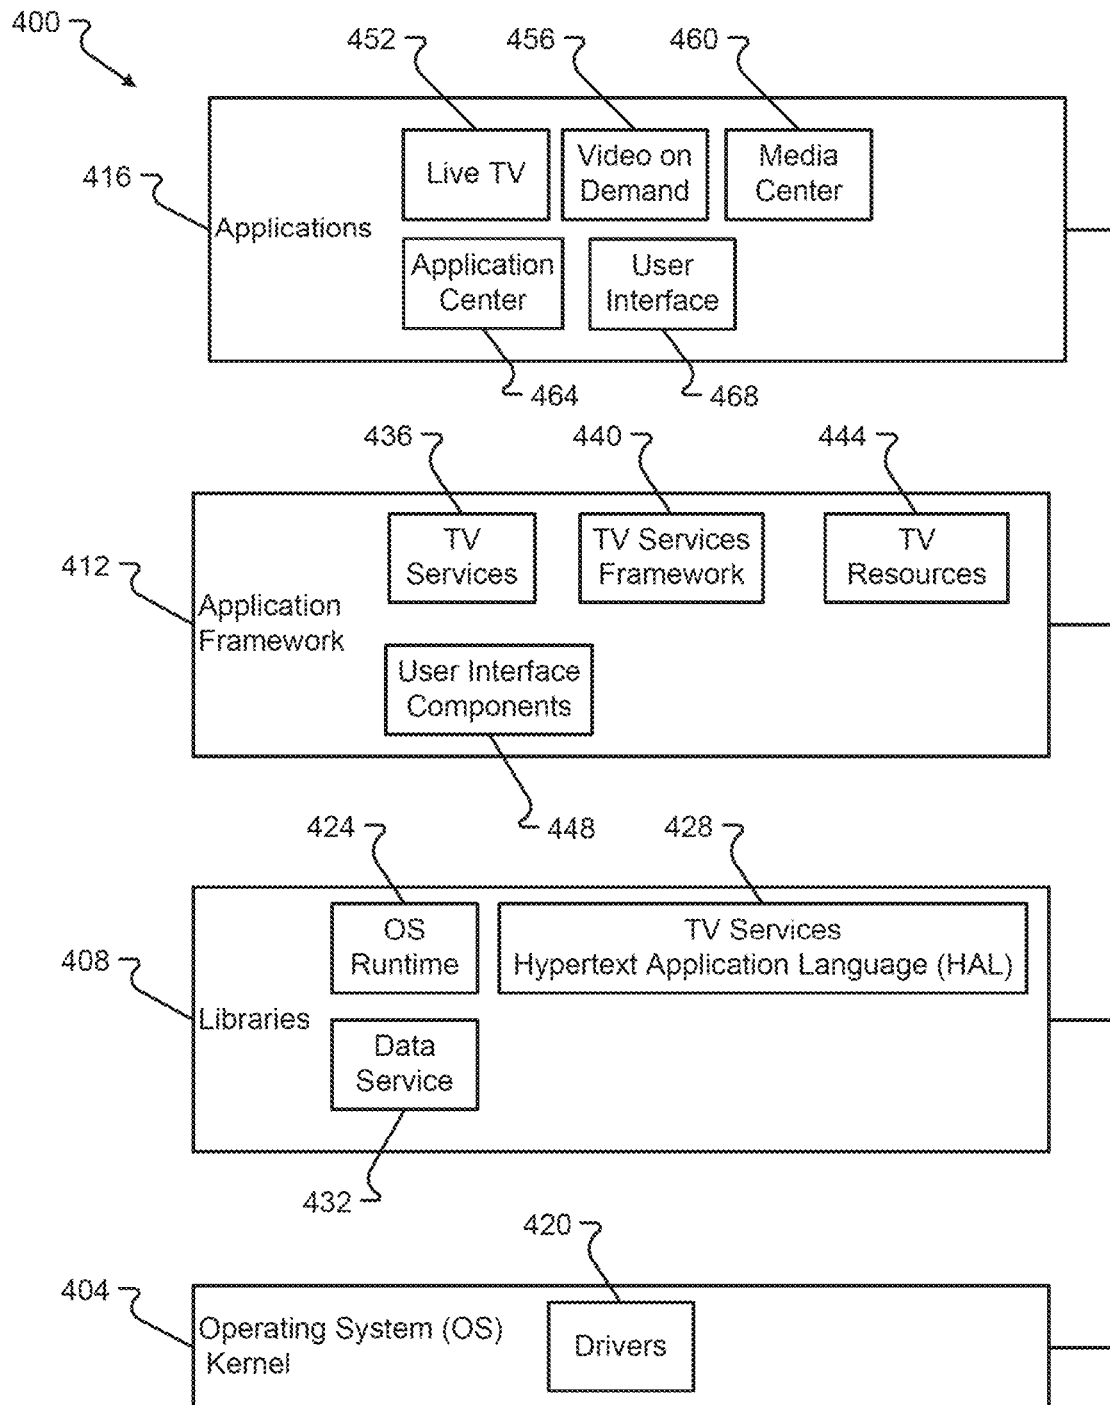 400
452
456
460
416
Applications
Live TV
Video on
Demand
Media
Center
Application
Center
User
Interface
464
468
436
440
444
412
Application
Framework
TV
Services
TV Services
Framework
TV
Resources
User Interface
Components
448
424
428
408
Libraries
OS
Runtime
TV Services
Hypertext Application Language (HAL)
Data
Service
432
420
404
Operating System (OS)
Kernel
Drivers